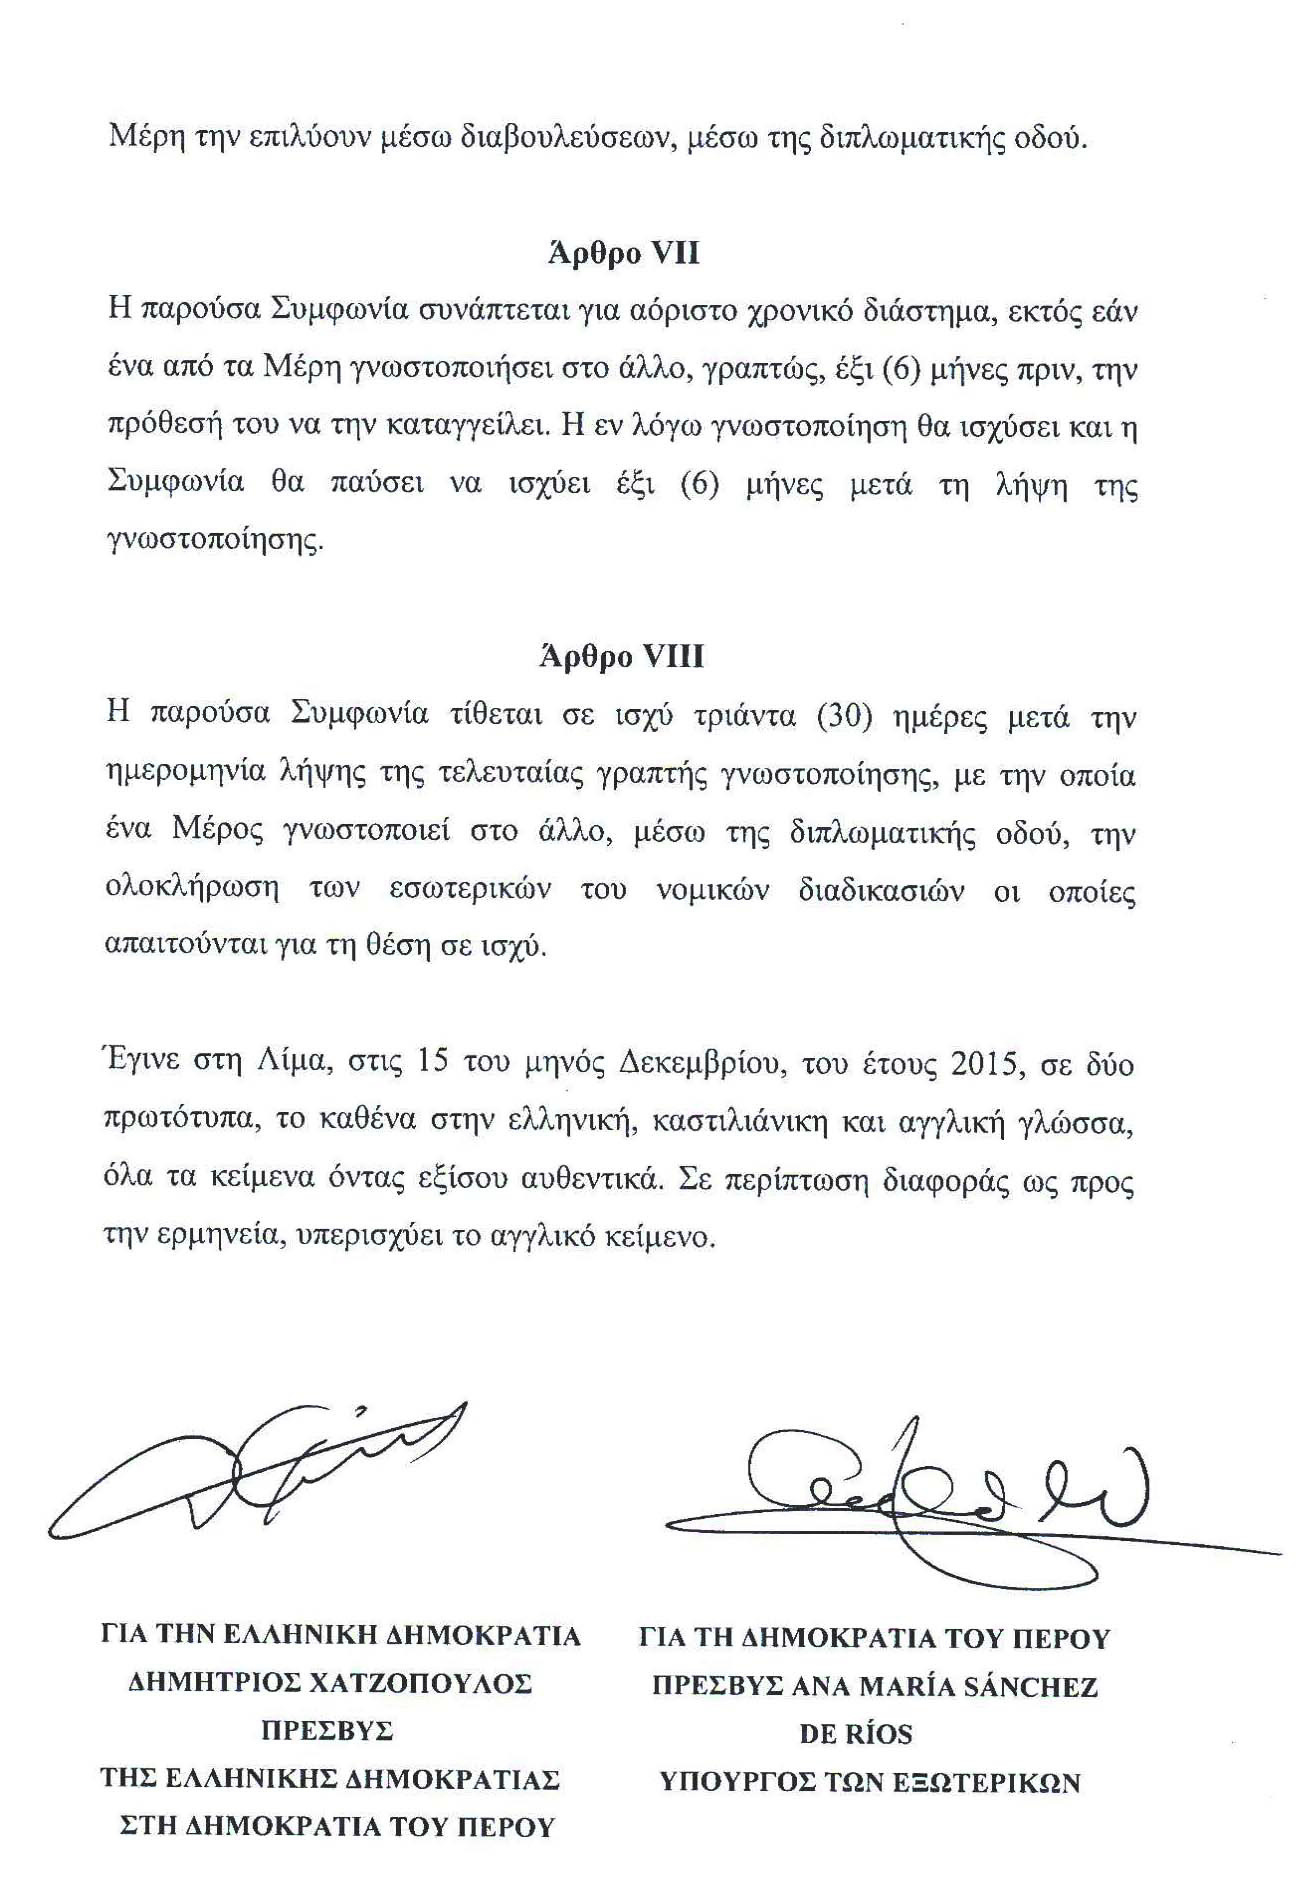 Μέρη την επιλύουν μέσω διαβουλεύσεων, μέσω της διπλωματικής οδού.
Άρθρο VII
Η παρούσα Συμφωνία συνάπτεται για αόριστο χρονικό διάστημα, εκτός εάν
ένα από τα Μέρη γνωστοποιήσει στο άλλο, γραπτώς, έξι (6) μήνες πριν, την
πρόθεσή του να την καταγγείλει. Η εν λόγω γνωστοποίηση θα ισχύσει και η
Συμφωνία θα παύσει να ισχύει έξι (6) μήνες μετά τη λήψη της
γνωστοποίησης.
Άρθρο VIII
Η παρούσα Συμφωνία τίθεται σε ισχύ τριάντα (30) ημέρες μετά την
ημερομηνία λήψης της τελευταίας γραπτής γνωστοποίησης, με την οποία
ένα Μέρος γνωστοποιεί στο άλλο, μέσω της διπλωματικής οδού, την
ολοκλήρωση των εσωτερικών του νομικών διαδικασιών οι οποίες
απαιτούνται για τη θέση σε ισχύ.
Έγινε στη Λίμα, στις 15 του μηνός Δεκεμβρίου, του έτους 2015, σε δύο
πρωτότυπα, το καθένα στην ελληνική, καστιλιάνικη και αγγλική γλώσσα,
όλα τα κείμενα όντας εξίσου αυθεντικά. Σε περίπτωση διαφοράς ως προς
την ερμηνεία, υπερισχύει το αγγλικό κείμενο.
ΓΙΑ ΤΗΝ ΕΛΛΗΝΙΚΗ ΔΗΜΟΚΡΑΤΙΑ
ΔΗΜΗΤΡΙΟΣ ΧΑΤΖΟΠΟΥΛΟΣ
ΠΡΕΣΒΥΣ
ΤΗΣ ΕΛΛΗΝΙΚΗΣ ΔΗΜΟΚΡΑΤΙΑΣ
ΣΤΗ ΔΗΜΟΚΡΑΤΙΑ ΤΟΥ ΠΕΡΟΥ
ΓΙΑ ΤΗ ΔΗΜΟΚΡΑΤΙΑ ΤΟΥ ΠΕΡΟΥ
ΠΡΕΣΒΥΣ ANA MARÍA SÁNCHEZ
DE RÍOS
ΥΠΟΥΡΓΟΣ ΤΩΝ ΕΞΩΤΕΡΙΚΩΝ